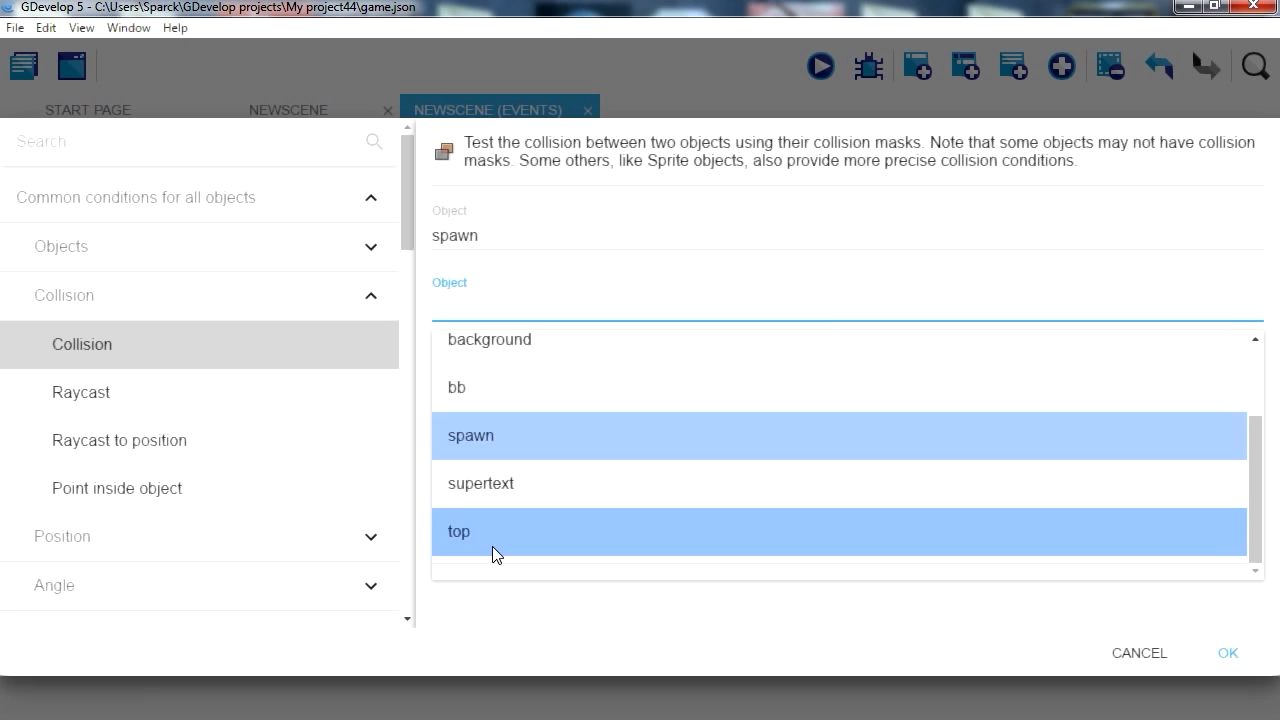 GDevelop 5 - C:\Users\Sparck\GDevelop projects\My project44\game.json
File Edit View Window Help
START PAGE NEWSCENE NEWSCENE (EVENTS)
Search
Common conditions for all objects
Objects
Collision
Collision
Raycast
Raycast to position
Point inside object
Position
Angle
Test the collision between two objects using their collision masks. Note that some objects may not have collision
masks. Some others, like Sprite objects, also provide more precise collision conditions.
Object
spawn
Object
background
bb
spawn
supertext
top
CANCEL OK